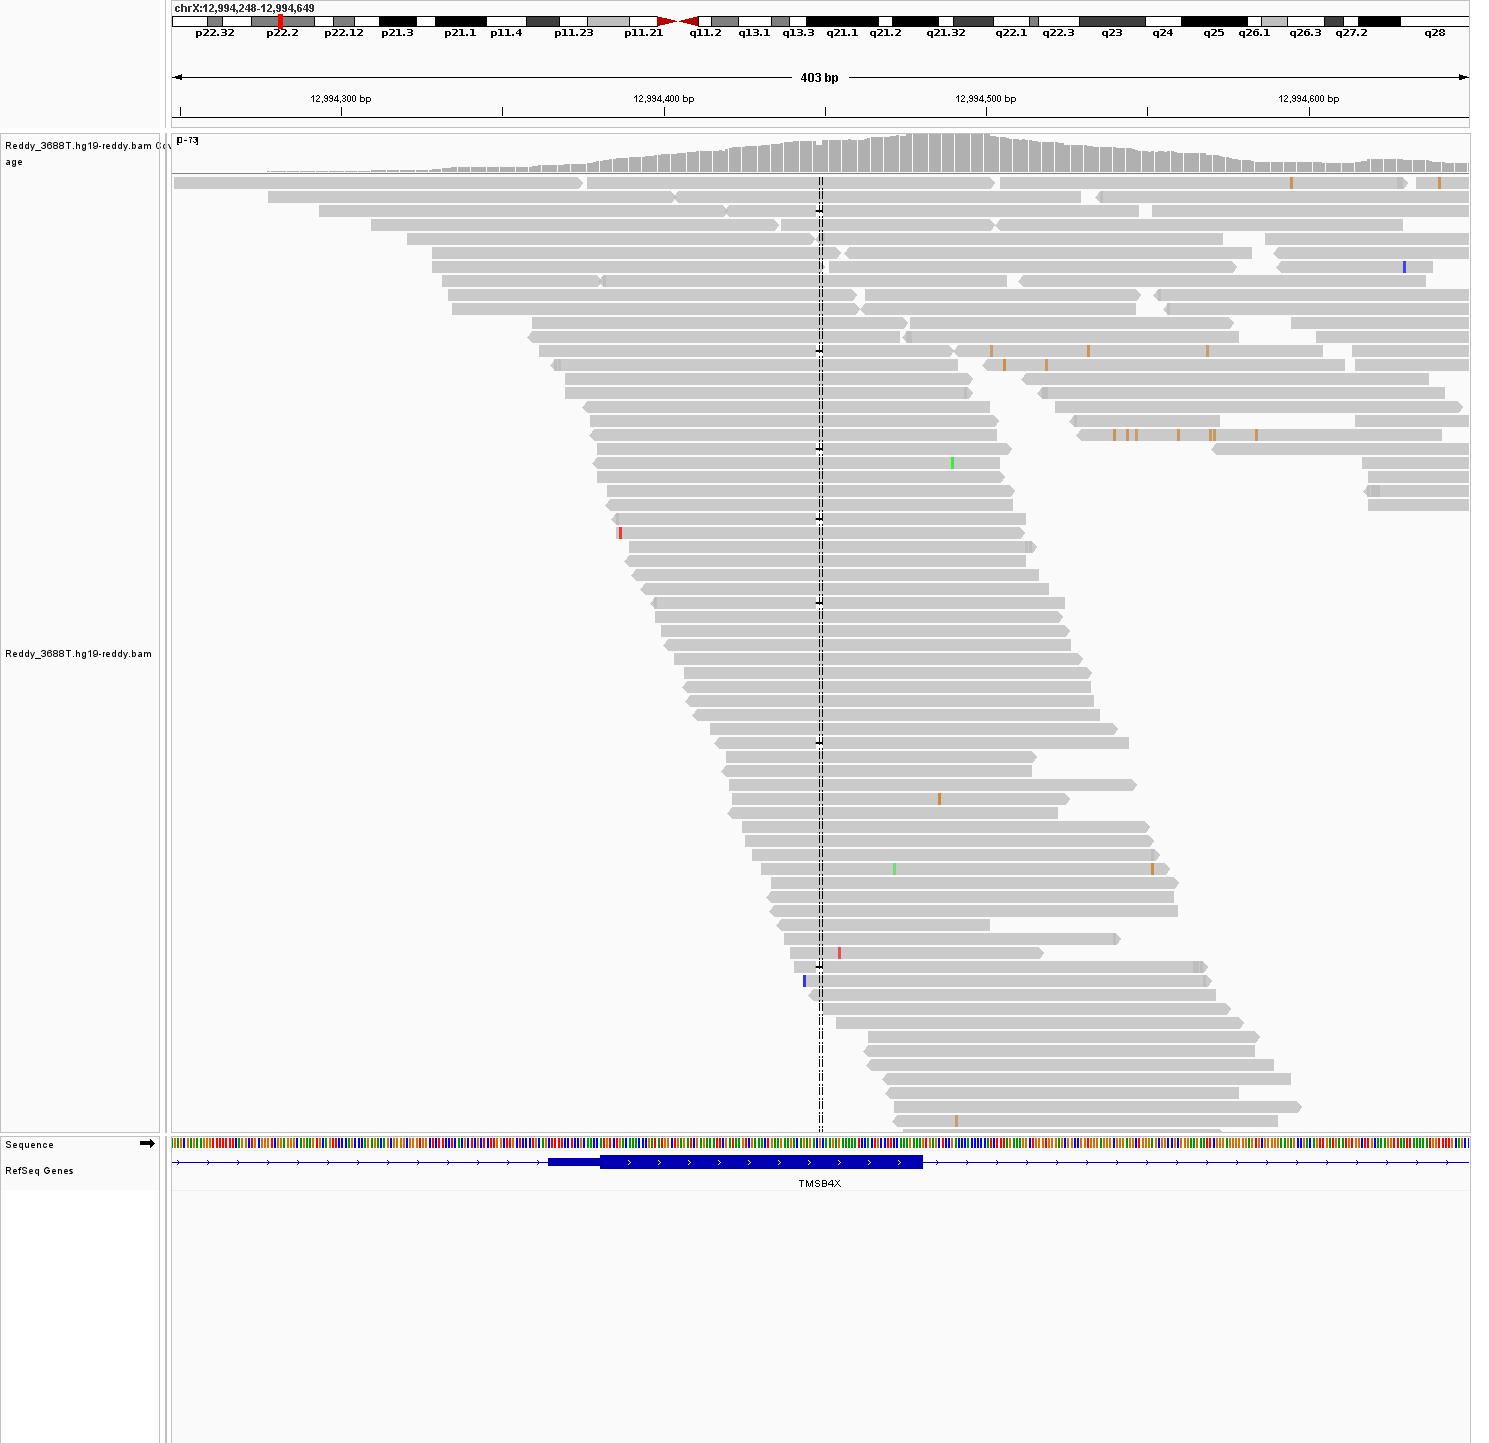 chrX:12,994,248-12,994,649
p22.32 p22.2 p22.12 p21.3 p21.1 p11.4 p11.23 p11.21 q11.2 q13.1 q13.3 q21.1 q21.2 q21.32 q22.1 q22.3 q23 q24 q25 q26.1 q26.3 q27.2 q28
403 bp
12,994,300 bp 12,994,400 bp 12,994,500 bp 12,994,600 bp
[0-73]
Reddy_3688T.hg19-reddy.bam Cov
age
Reddy_3688T.hg19-reddy.bam
Sequence
RefSeq Genes
TMSB4X